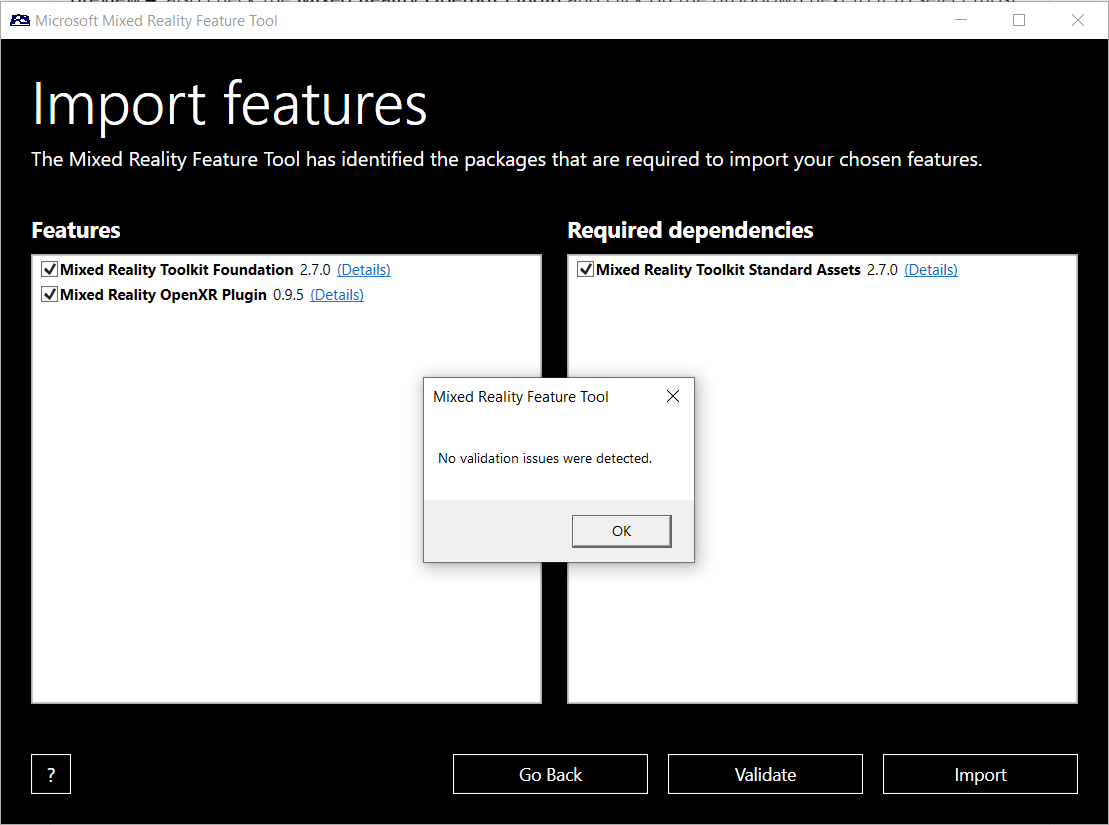 Microsoft Mixed Reality Feature Tool
Import features
The Mixed Reality Feature Tool has identified the packages that are required to import your chosen features.
Features
Mixed Reality Toolkit Foundation 2.7.0 (Details)
Mixed Reality OpenXR Plugin 0.9.5 (Details)
Required dependencies
Mixed Reality Toolkit Standard Assets 2.7.0 (Details)
Mixed Reality Feature Tool
No validation issues were detected.
OK
?
Go Back
Validate
Import